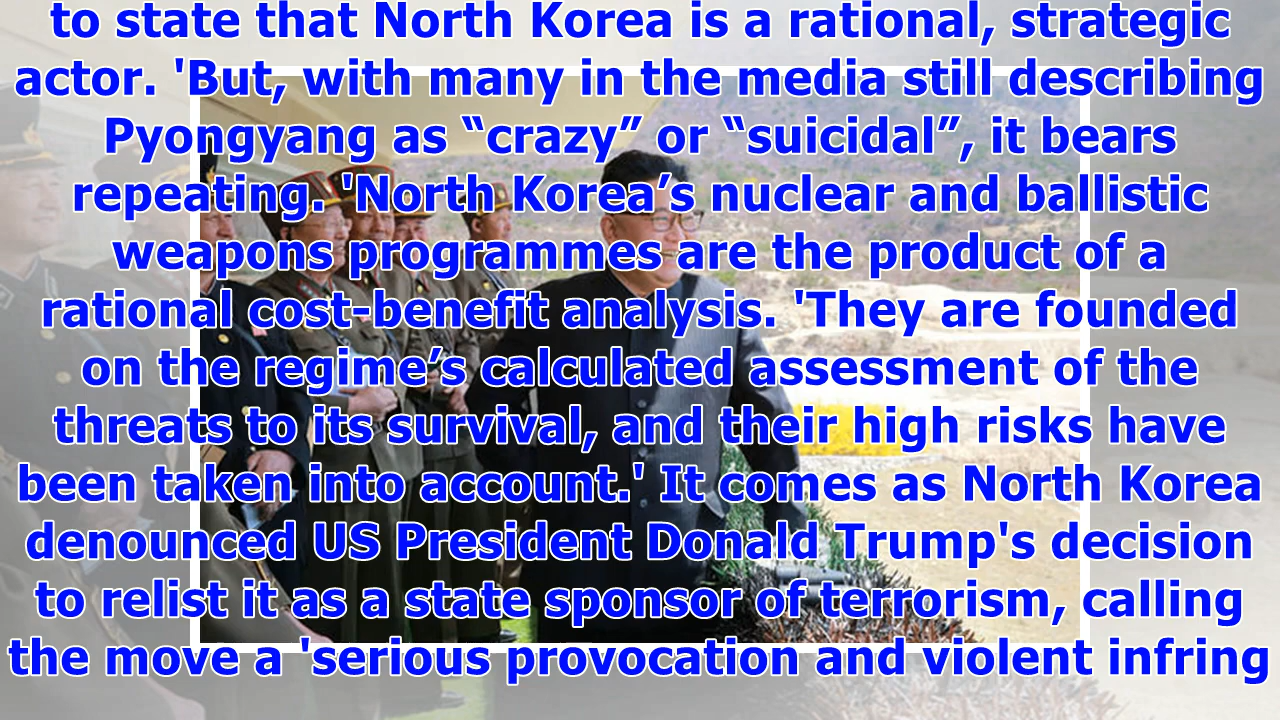 to state that North Korea is a rational, strategic
actor. 'But, with many in the media still describing
Pyongyang as “crazy” or “suicidal”, it bears
repeating. 'North Korea’s nuclear and ballistic
weapons programmes are the product of a
rational cost-benefit analysis. 'They are founded
on the regime’s calculated assessment of the
threats to its survival, and their high risks have
been taken into account.' It comes as North Korea
denounced US President Donald Trump's decision
to relist it as a state sponsor of terrorism, calling
the move a 'serious provocation and violent infring